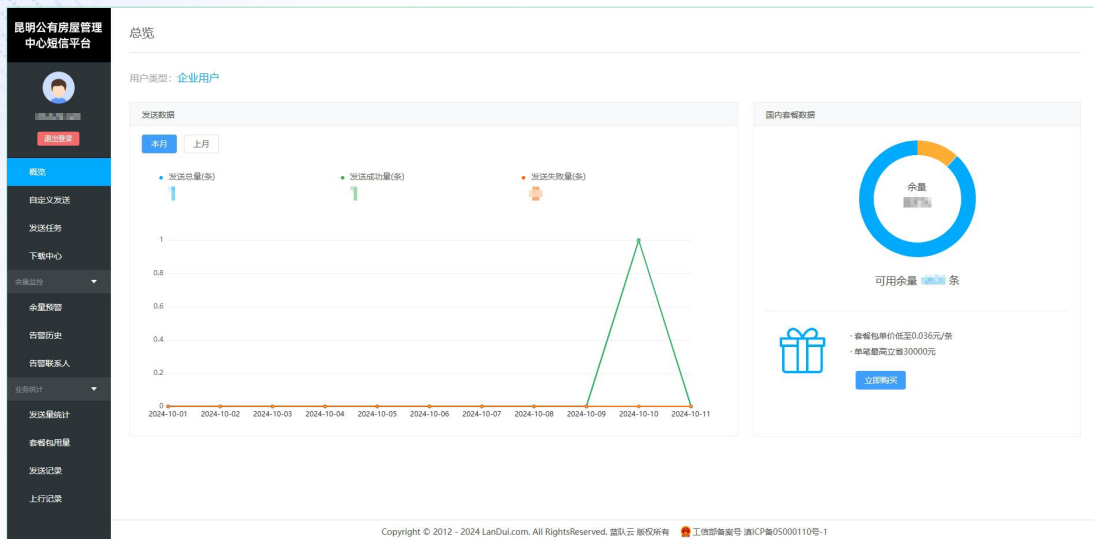 昆明公有房屋管理
中心短信平台
退出登录
概览
自定义发送
发送任务
下载中心
余量监控
余量预警
告警历史
告警联系人
业务统计
发送量统计
套餐包用量
发送记录
上行记录
总览
用户类型：企业用户
发送数据
本月 上月
发送总量(条) 发送成功量(条) 发送失败量(条)
1 1
1
0.8
0.6
0.4
0.2
0
2024-10-01 2024-10-02 2024-10-03 2024-10-04 2024-10-05 2024-10-06 2024-10-07 2024-10-08 2024-10-09 2024-10-10 2024-10-11
国内套餐数据
余量
可用余量 条
· 套餐包单价低至0.036元/条
· 单笔最高立省30000元
立即购买
Copyright © 2012 - 2024 LanDui.com. All RightsReserved. 蓝队云 版权所有 工信部备案号 滇ICP备05000110号-1